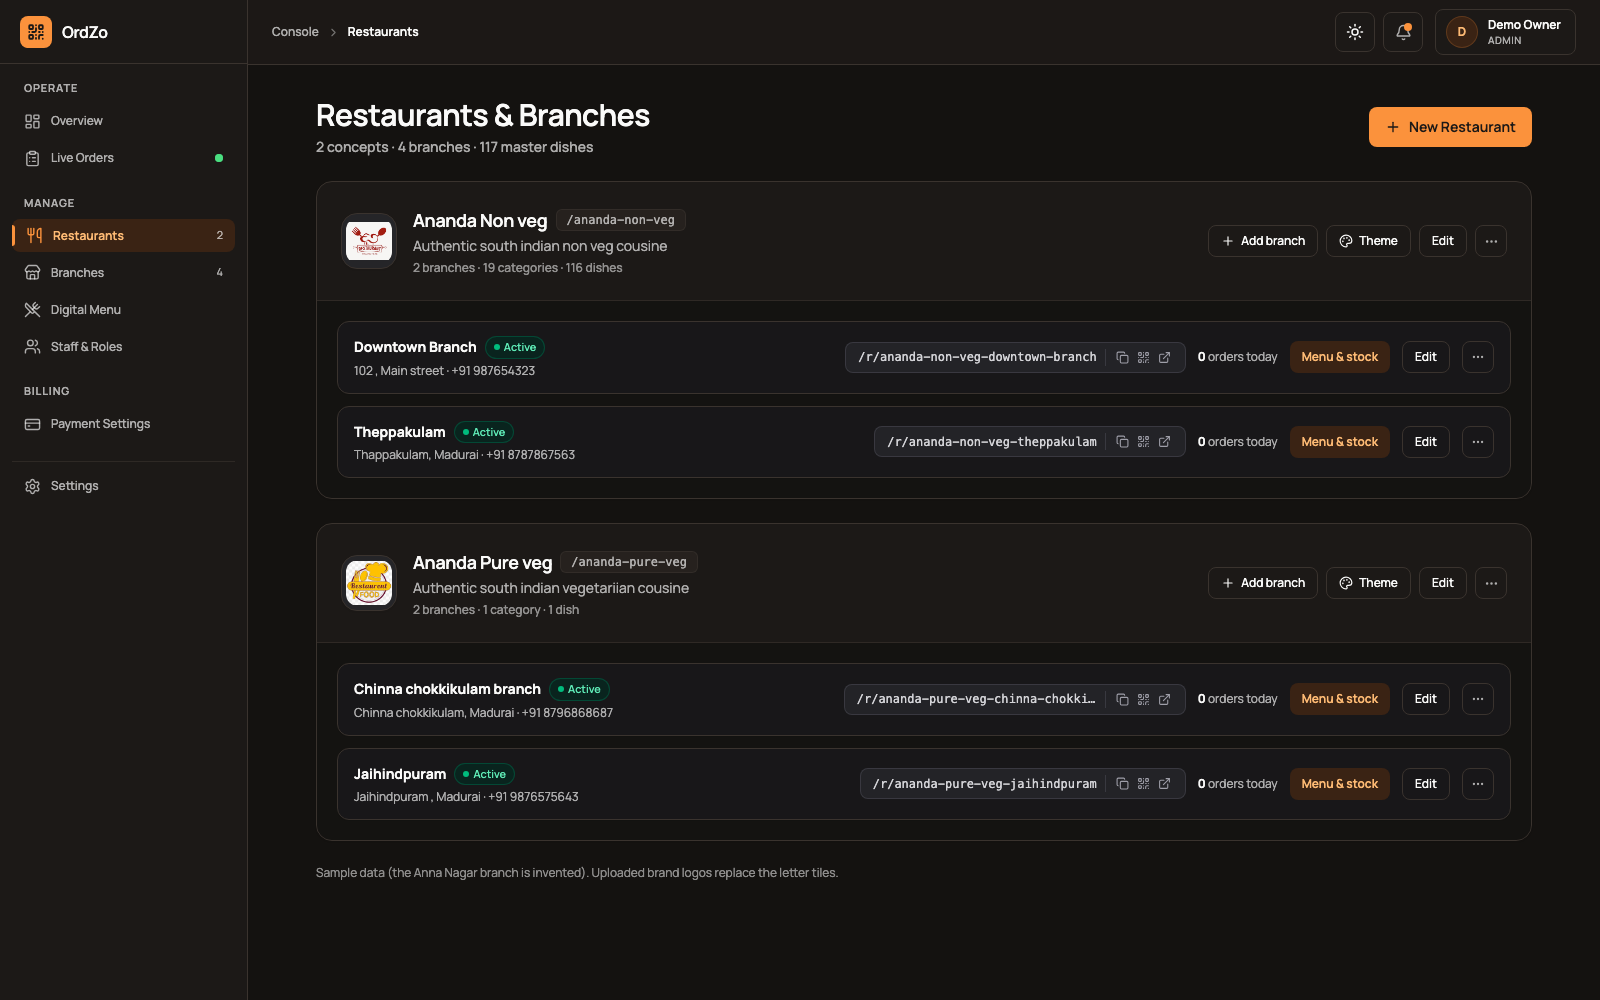 OrdZo
Console > Restaurants
D
Demo Owner
ADMIN
OPERATE
Overview
Live Orders
MANAGE
Restaurants 2
Branches 4
Digital Menu
Staff & Roles
BILLING
Payment Settings
Settings
Restaurants & Branches
2 concepts · 4 branches · 117 master dishes
+ New Restaurant
Ananda Non veg /ananda-non-veg
Authentic south indian non veg cousine
2 branches · 19 categories · 116 dishes
+ Add branch Theme Edit ···
Downtown Branch Active
102 , Main street · +91 987654323
/r/ananda-non-veg-downtown-branch 0 orders today Menu & stock Edit ···
Theppakulam Active
Thappakulam, Madurai · +91 8787867563
/r/ananda-non-veg-theppakulam 0 orders today Menu & stock Edit ···
Restaurent
FOOD
Ananda Pure veg /ananda-pure-veg
Authentic south indian vegetariian cousine
2 branches · 1 category · 1 dish
+ Add branch Theme Edit ···
Chinna chokkikulam branch Active
Chinna chokkikulam, Madurai · +91 8796868687
/r/ananda-pure-veg-chinna-chokki… 0 orders today Menu & stock Edit ···
Jaihindpuram Active
Jaihindpuram , Madurai · +91 9876575643
/r/ananda-pure-veg-jaihindpuram 0 orders today Menu & stock Edit ···
Sample data (the Anna Nagar branch is invented). Uploaded brand logos replace the letter tiles.